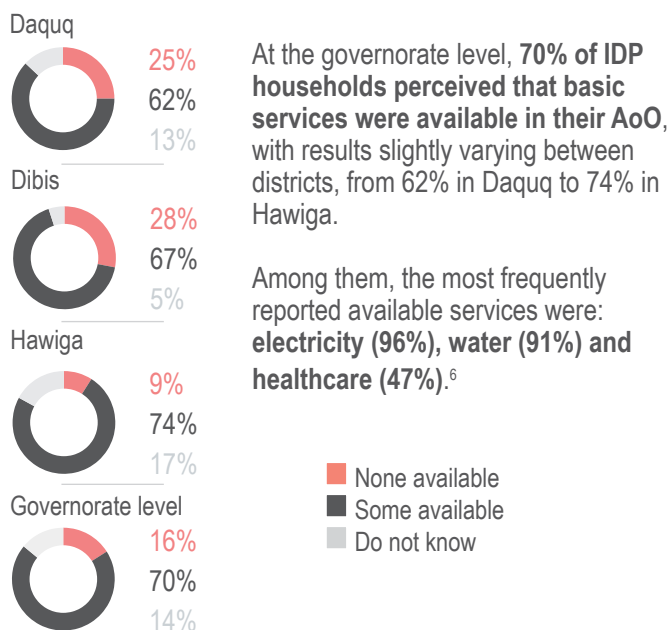 Daquq
25%
62%
13%
Dibis
28%
67%
5%
Hawiga
9%
74%
17%
Governorate level
16%
70%
14%
At the governorate level, 70% of IDP
households perceived that basic
services were available in their AoO,
with results slightly varying between
districts, from 62% in Daquq to 74% in
Hawiga.
Among them, the most frequently
reported available services were:
electricity (96%), water (91%) and
healthcare (47%).⁶
None available
Some available
Do not know